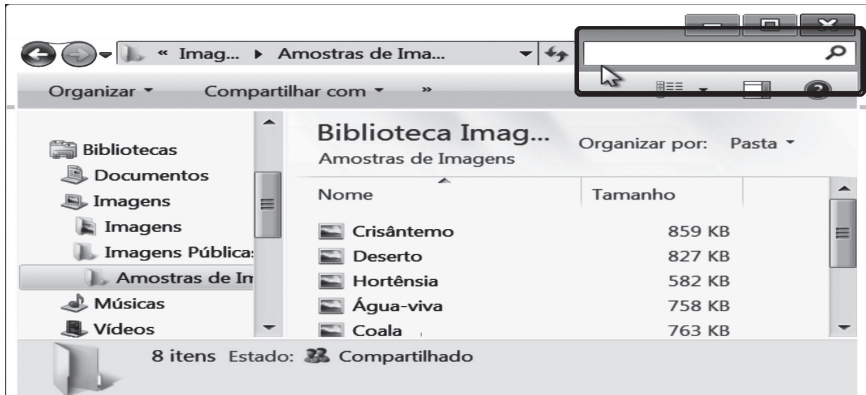 « Imag... ▸ Amostras de Ima...
Organizar Compartilhar com »
Bibliotecas
Documentos
Imagens
Imagens
Imagens Pública
Amostras de Im
Músicas
Vídeos
Biblioteca Imag...
Amostras de Imagens
Organizar por: Pasta
Nome Tamanho
Crisântemo 859 KB
Deserto 827 KB
Hortênsia 582 KB
Água-viva 758 KB
Coala 763 KB
8 itens Estado: Compartilhado